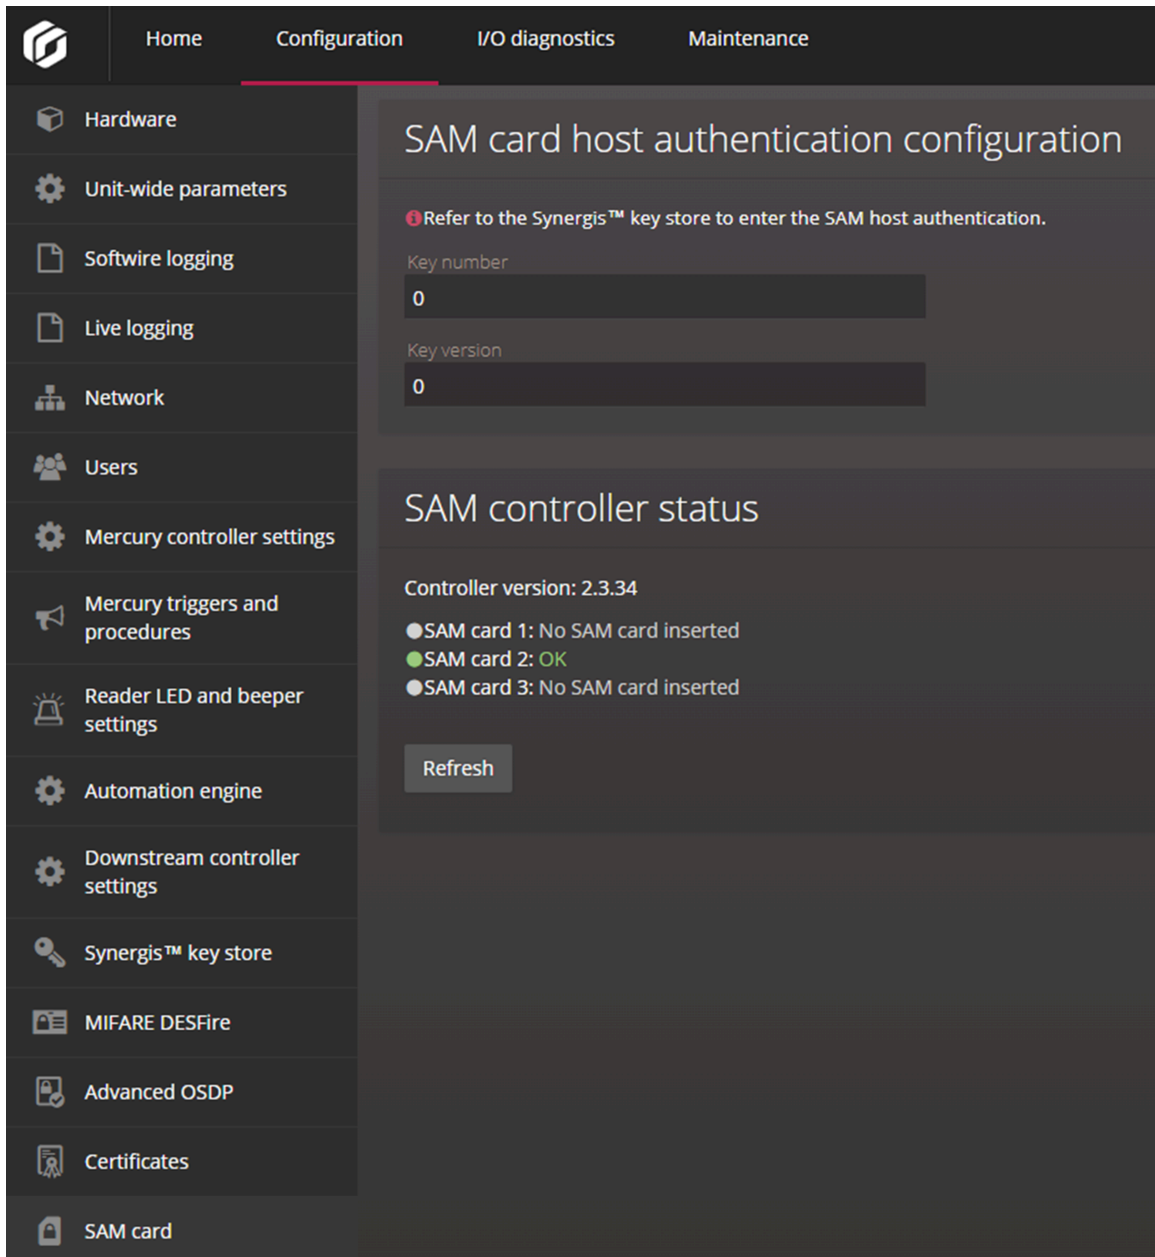 Home Configuration I/O diagnostics Maintenance
Hardware
Unit-wide parameters
Softwire logging
Live logging
Network
Users
Mercury controller settings
Mercury triggers and
procedures
Reader LED and beeper
settings
Automation engine
Downstream controller
settings
Synergis™ key store
MIFARE DESFire
Advanced OSDP
Certificates
SAM card
SAM card host authentication configuration
Refer to the Synergis™ key store to enter the SAM host authentication.
Key number
0
Key version
0
SAM controller status
Controller version: 2.3.34
SAM card 1: No SAM card inserted
SAM card 2: OK
SAM card 3: No SAM card inserted
Refresh